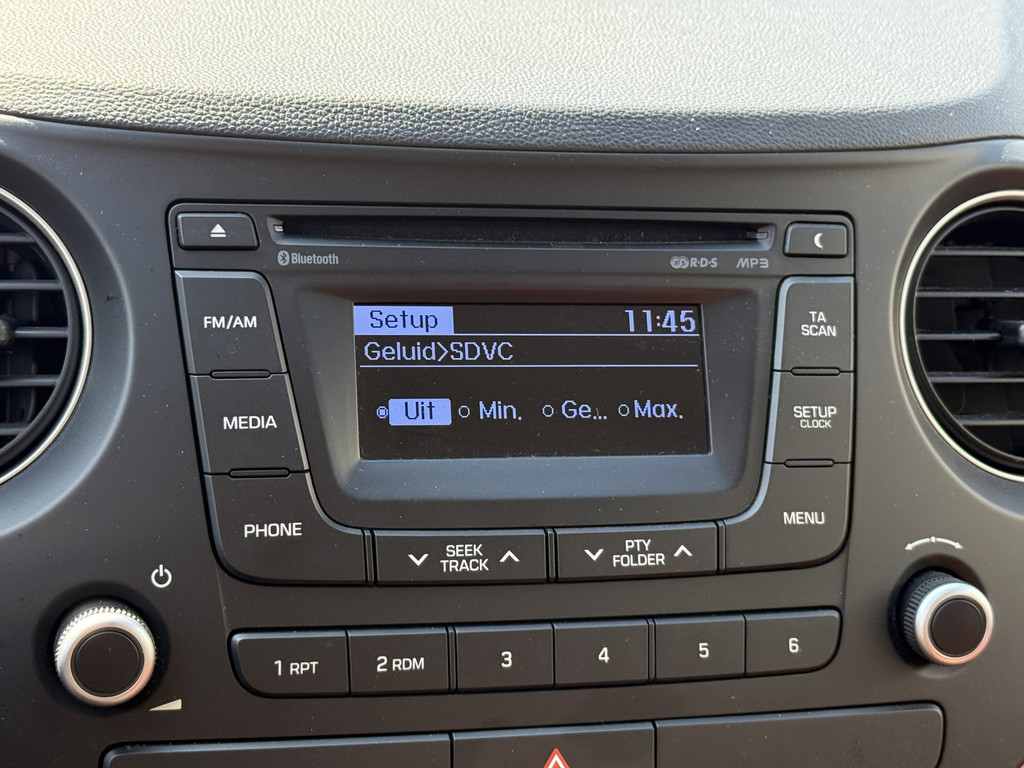 Bluetooth
R·D·S MP3
FM/AM
MEDIA
PHONE
Setup 11:45
Geluid>SDVC
Uit Min. Ge... Max.
TA
SCAN
SETUP
CLOCK
MENU
SEEK
TRACK
PTY
FOLDER
1 RPT 2 RDM 3 4 5 6